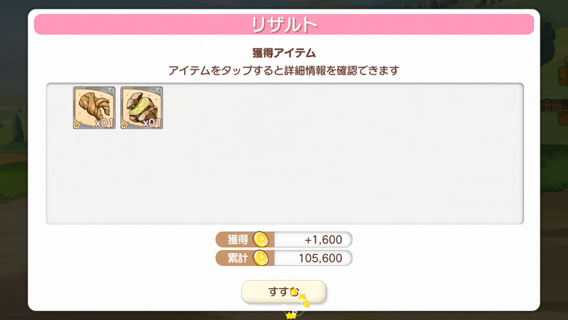 リザルト
獲得アイテム
アイテムをタップすると詳細情報を確認できます
x01 x01
獲得 +1,600
累計 105,600
すすむ